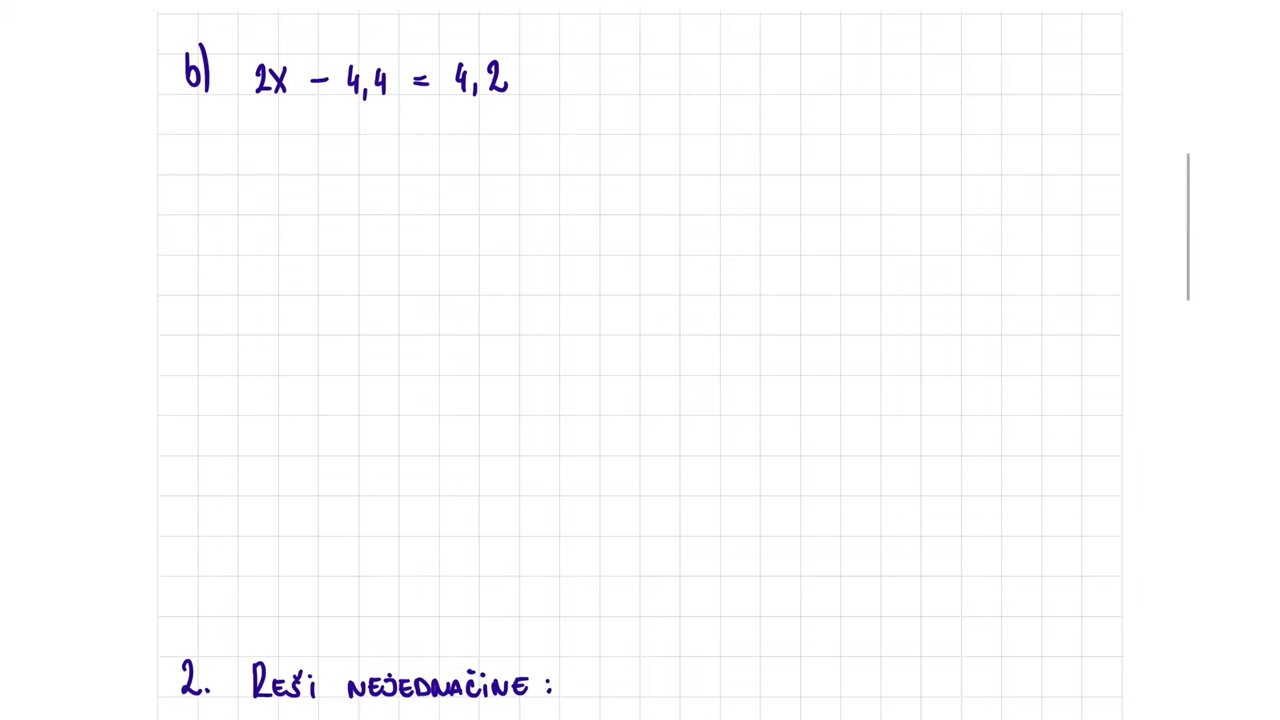 b) 2x - 4,4 = 4,2
2. REŠI NEJEDNAČINE :